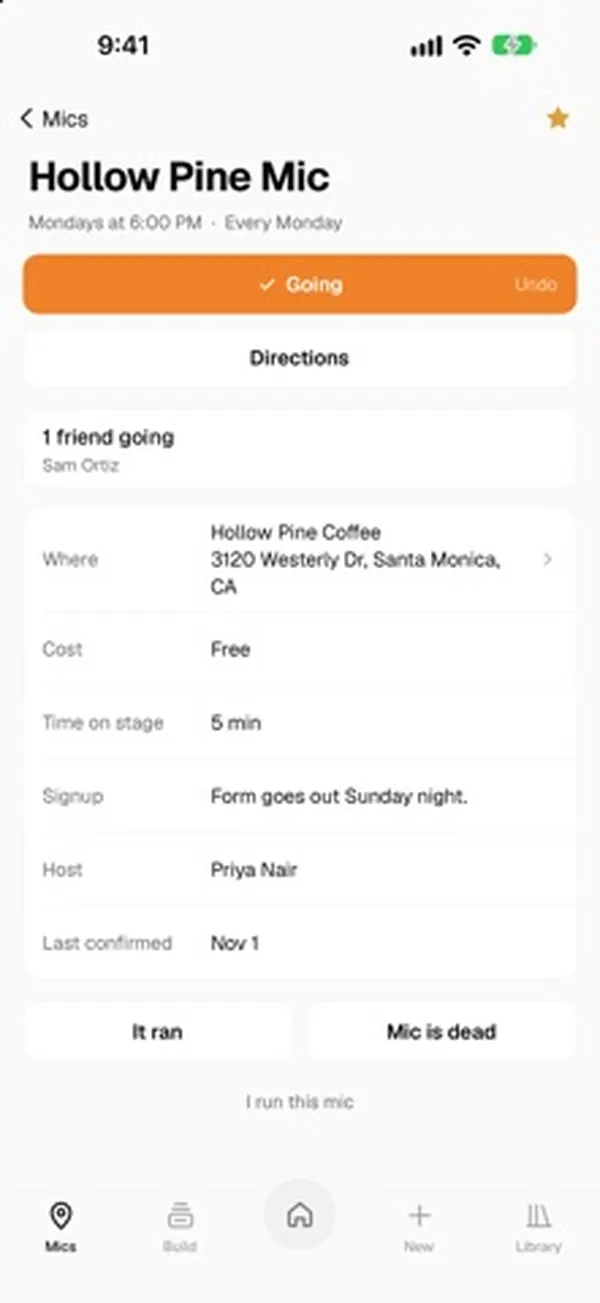 9:41
Mics
Hollow Pine Mic
Mondays at 6:00 PM · Every Monday
Going
Undo
Directions
1 friend going
Sam Ortiz
Where
Hollow Pine Coffee
3120 Westerly Dr, Santa Monica,
CA
Cost
Free
Time on stage
5 min
Signup
Form goes out Sunday night.
Host
Priya Nair
Last confirmed
Nov 1
It ran
Mic is dead
I run this mic
Mics
Build
New
Library